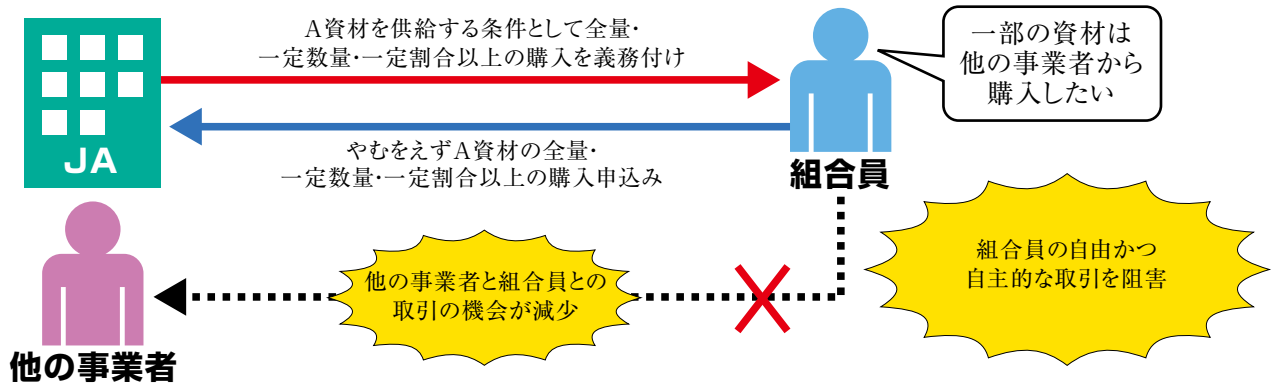 A資材を供給する条件として全量・
一定数量・一定割合以上の購入を義務付け
一部の資材は
他の事業者から
購入したい
JA
やむをえずA資材の全量・
一定数量・一定割合以上の購入申込み
組合員
他の事業者と組合員との
取引の機会が減少
組合員の自由かつ
自主的な取引を阻害
他の事業者